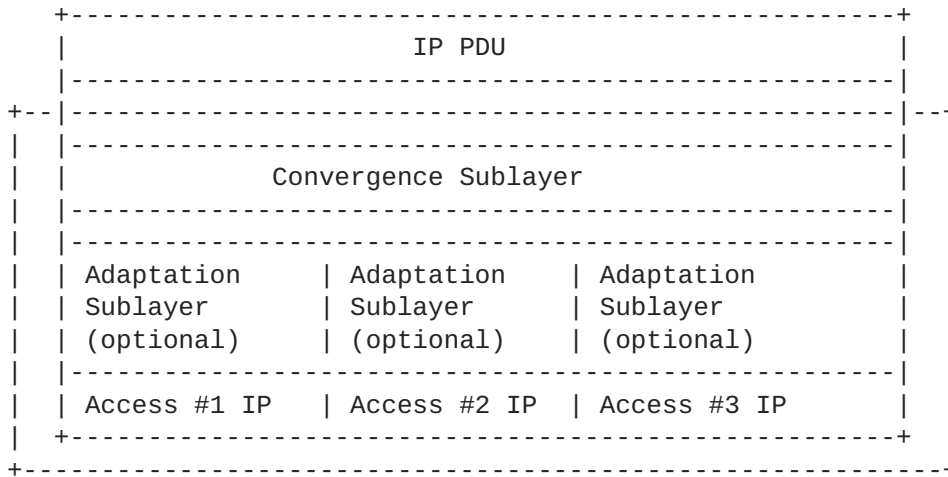 IP PDU
Convergence Sublayer
Adaptation | Adaptation | Adaptation
Sublayer | Sublayer | Sublayer
(optional) | (optional) | (optional)
Access #1 IP | Access #2 IP | Access #3 IP